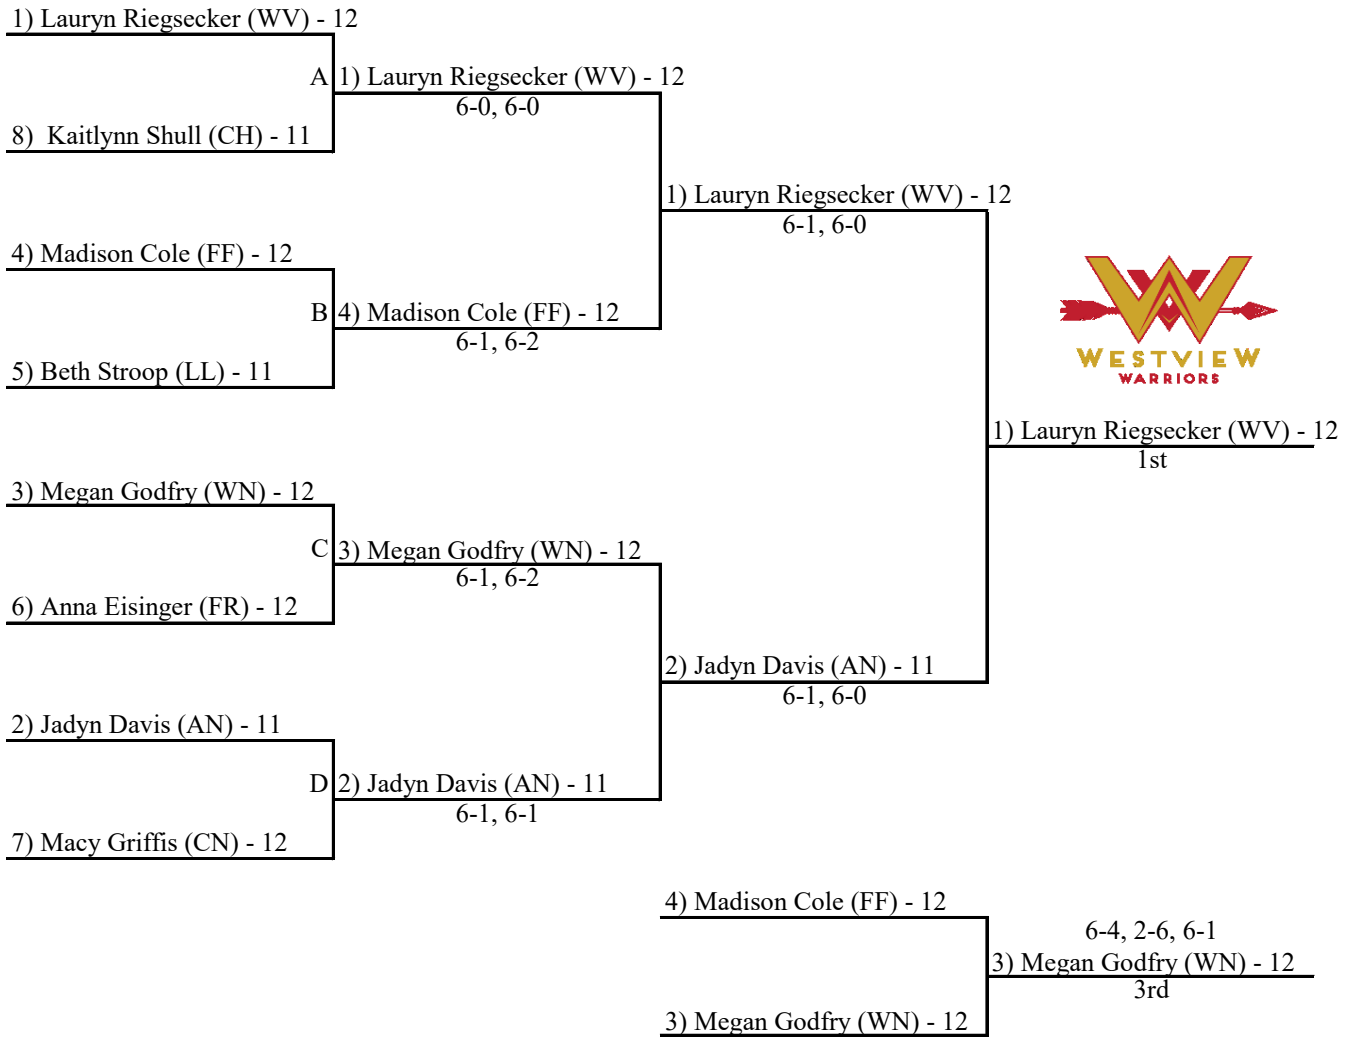 1) Lauryn Riegsecker (WV) - 12
A 1) Lauryn Riegsecker (WV) - 12
6-0, 6-0
8)  Kaitlynn Shull (CH) - 11
1) Lauryn Riegsecker (WV) - 12
6-1, 6-0
4) Madison Cole (FF) - 12
B 4) Madison Cole (FF) - 12
6-1, 6-2
5) Beth Stroop (LL) - 11
WESTVIEW
WARRIORS
1) Lauryn Riegsecker (WV) - 12
1st
3) Megan Godfry (WN) - 12
C 3) Megan Godfry (WN) - 12
6-1, 6-2
6) Anna Eisinger (FR) - 12
2) Jadyn Davis (AN) - 11
6-1, 6-0
2) Jadyn Davis (AN) - 11
D 2) Jadyn Davis (AN) - 11
6-1, 6-1
7) Macy Griffis (CN) - 12
4) Madison Cole (FF) - 12
6-4, 2-6, 6-1
3) Megan Godfry (WN) - 12
3rd
3) Megan Godfry (WN) - 12